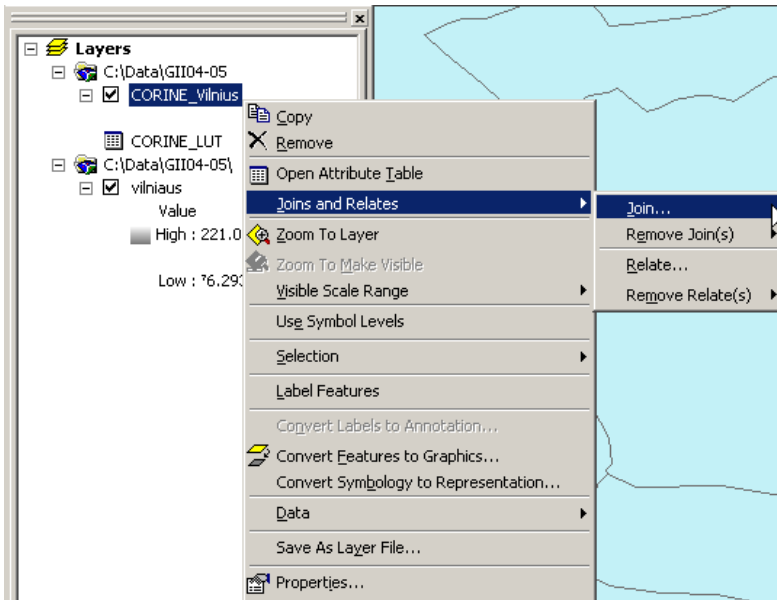 Layers
C:\Data\GII04-05
CORINE_Vilnius
CORINE_LUT
C:\Data\GII04-05\
vilniaus
Value
High : 221.0
Low : 76.293
Copy
Remove
Open Attribute Table
Joins and Relates
Zoom To Layer
Zoom To Make Visible
Visible Scale Range
Use Symbol Levels
Selection
Label Features
Convert Labels to Annotation...
Convert Features to Graphics...
Convert Symbology to Representation...
Data
Save As Layer File...
Properties...
Join...
Remove Join(s)
Relate...
Remove Relate(s)